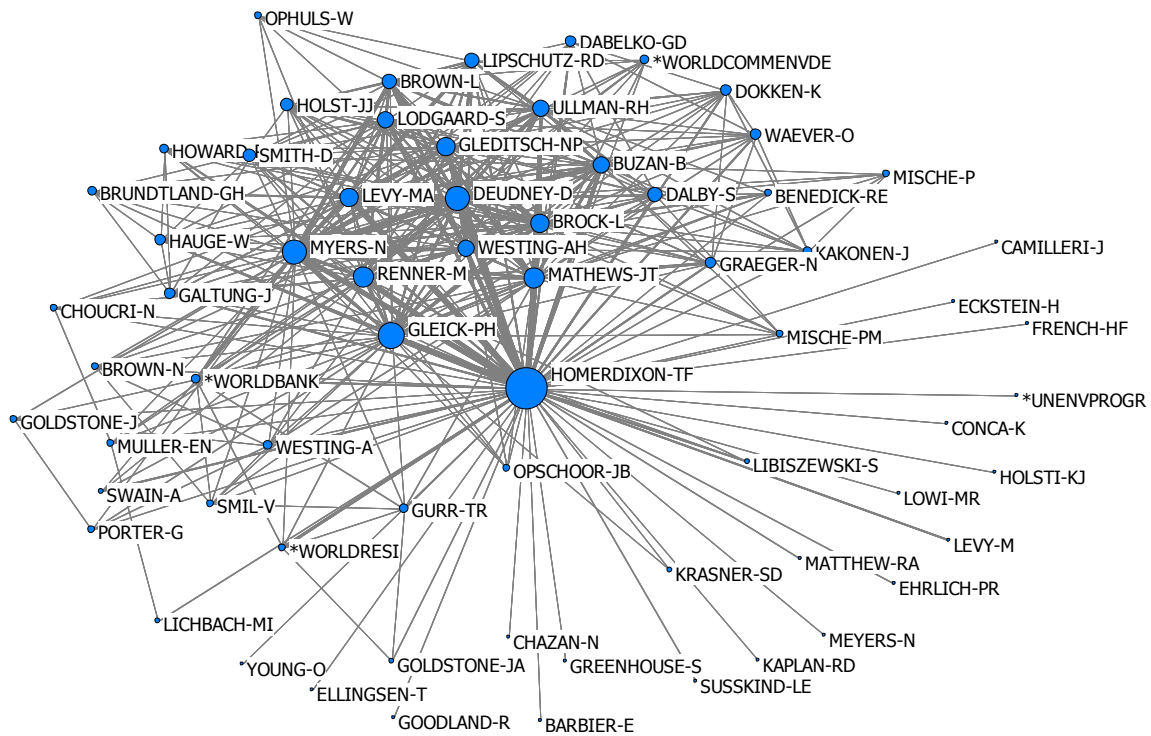 OPHULS-W
DABELKO-GD
LIPSCHUTZ-RD
*WORLDCOMMENVDE
BROWN-L
DOKKEN-K
HOLST-JJ
ULLMAN-RH
LODGAARD-S
WAEVER-O
GLEDITSCH-NP
HOWARD-
SMITH-D
BUZAN-B
MISCHE-P
BRUNDTLAND-GH
LEVY-MA
DEUDNEY-D
DALBY-S
BENEDICK-RE
BROCK-L
HAUGE-W
MYERS-N
WESTING-AH
KAKONEN-J
CAMILLERI-J
GRAEGER-N
RENNER-M
MATHEWS-JT
GALTUNG-J
CHOUCRI-N
ECKSTEIN-H
GLEICK-PH
MISCHE-PM
FRENCH-HF
BROWN-N
HOMERDIXON-TF
*WORLDBANK
*UNENVPROGR
GOLDSTONE-J
CONCA-K
MULLER-EN
WESTING-A
OPSCHOOR-JB
LIBISZEWSKI-S
HOLSTI-KJ
SWAIN-A
LOWI-MR
SMIL-V
GURR-TR
PORTER-G
LEVY-M
*WORLDRESI
MATTHEW-RA
KRASNER-SD
EHRLICH-PR
LICHBACH-MI
CHAZAN-N
MEYERS-N
YOUNG-O
GOLDSTONE-JA
GREENHOUSE-S
KAPLAN-RD
ELLINGSEN-T
SUSSKIND-LE
GOODLAND-R
BARBIER-E